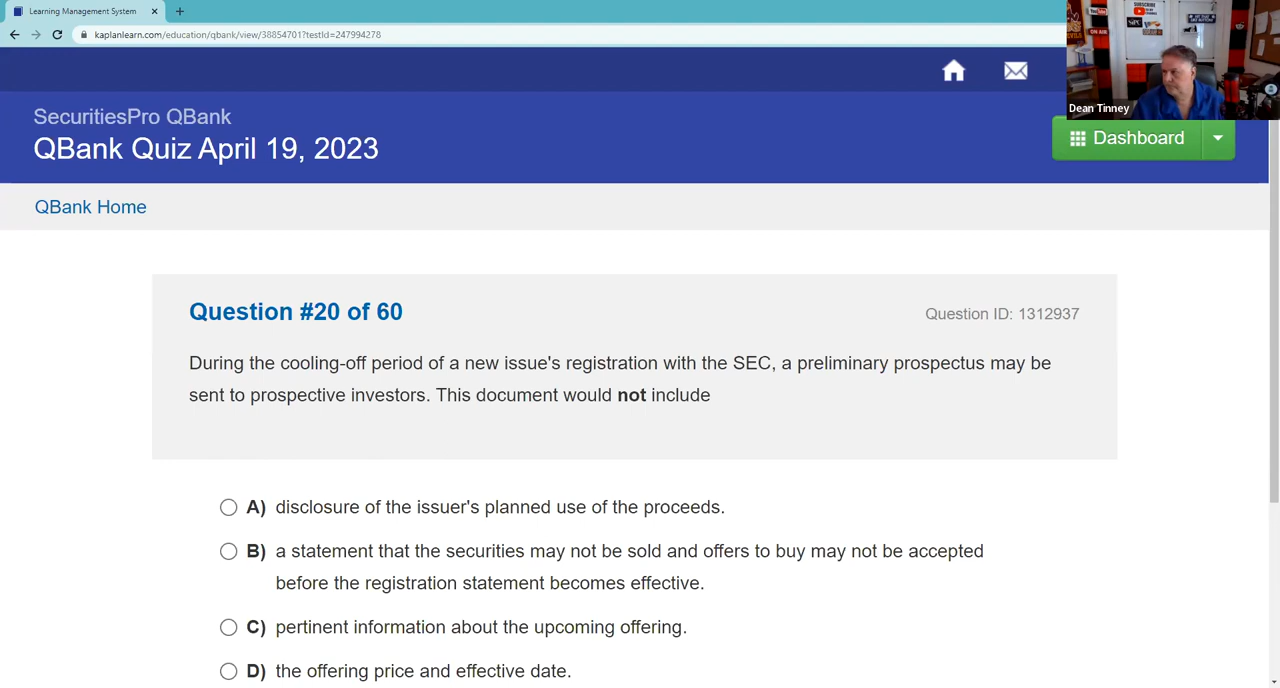 Learning Management System
kaplanlearn.com/education/qbank/view/38854701?testId=247994278
SUBSCRIBE
ON AIR
Dean Tinney
SecuritiesPro QBank
QBank Quiz April 19, 2023
Dashboard
QBank Home
Question #20 of 60
Question ID: 1312937
During the cooling-off period of a new issue's registration with the SEC, a preliminary prospectus may be
sent to prospective investors. This document would not include
A) disclosure of the issuer's planned use of the proceeds.
B) a statement that the securities may not be sold and offers to buy may not be accepted
before the registration statement becomes effective.
C) pertinent information about the upcoming offering.
D) the offering price and effective date.